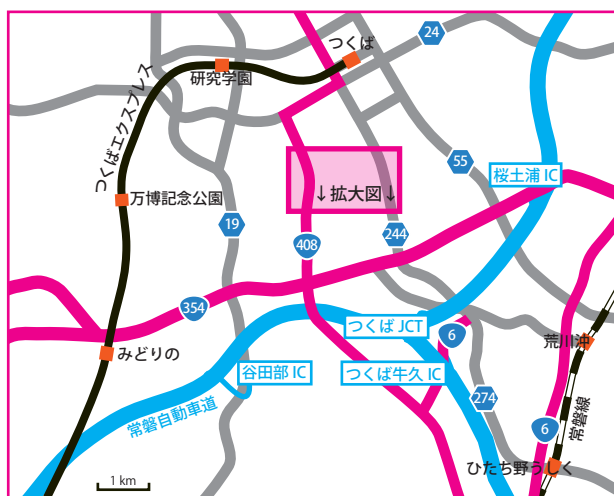 つくば
24
研究学園
つくばエクスプレス
55
桜土浦 IC
万博記念公園
↓拡大図↓
19
408
244
354
つくば JCT
6
荒川沖
みどりの
谷田部 IC
つくば牛久 IC
274
常磐自動車道
6
常磐線
ひたち野うしく
1 km